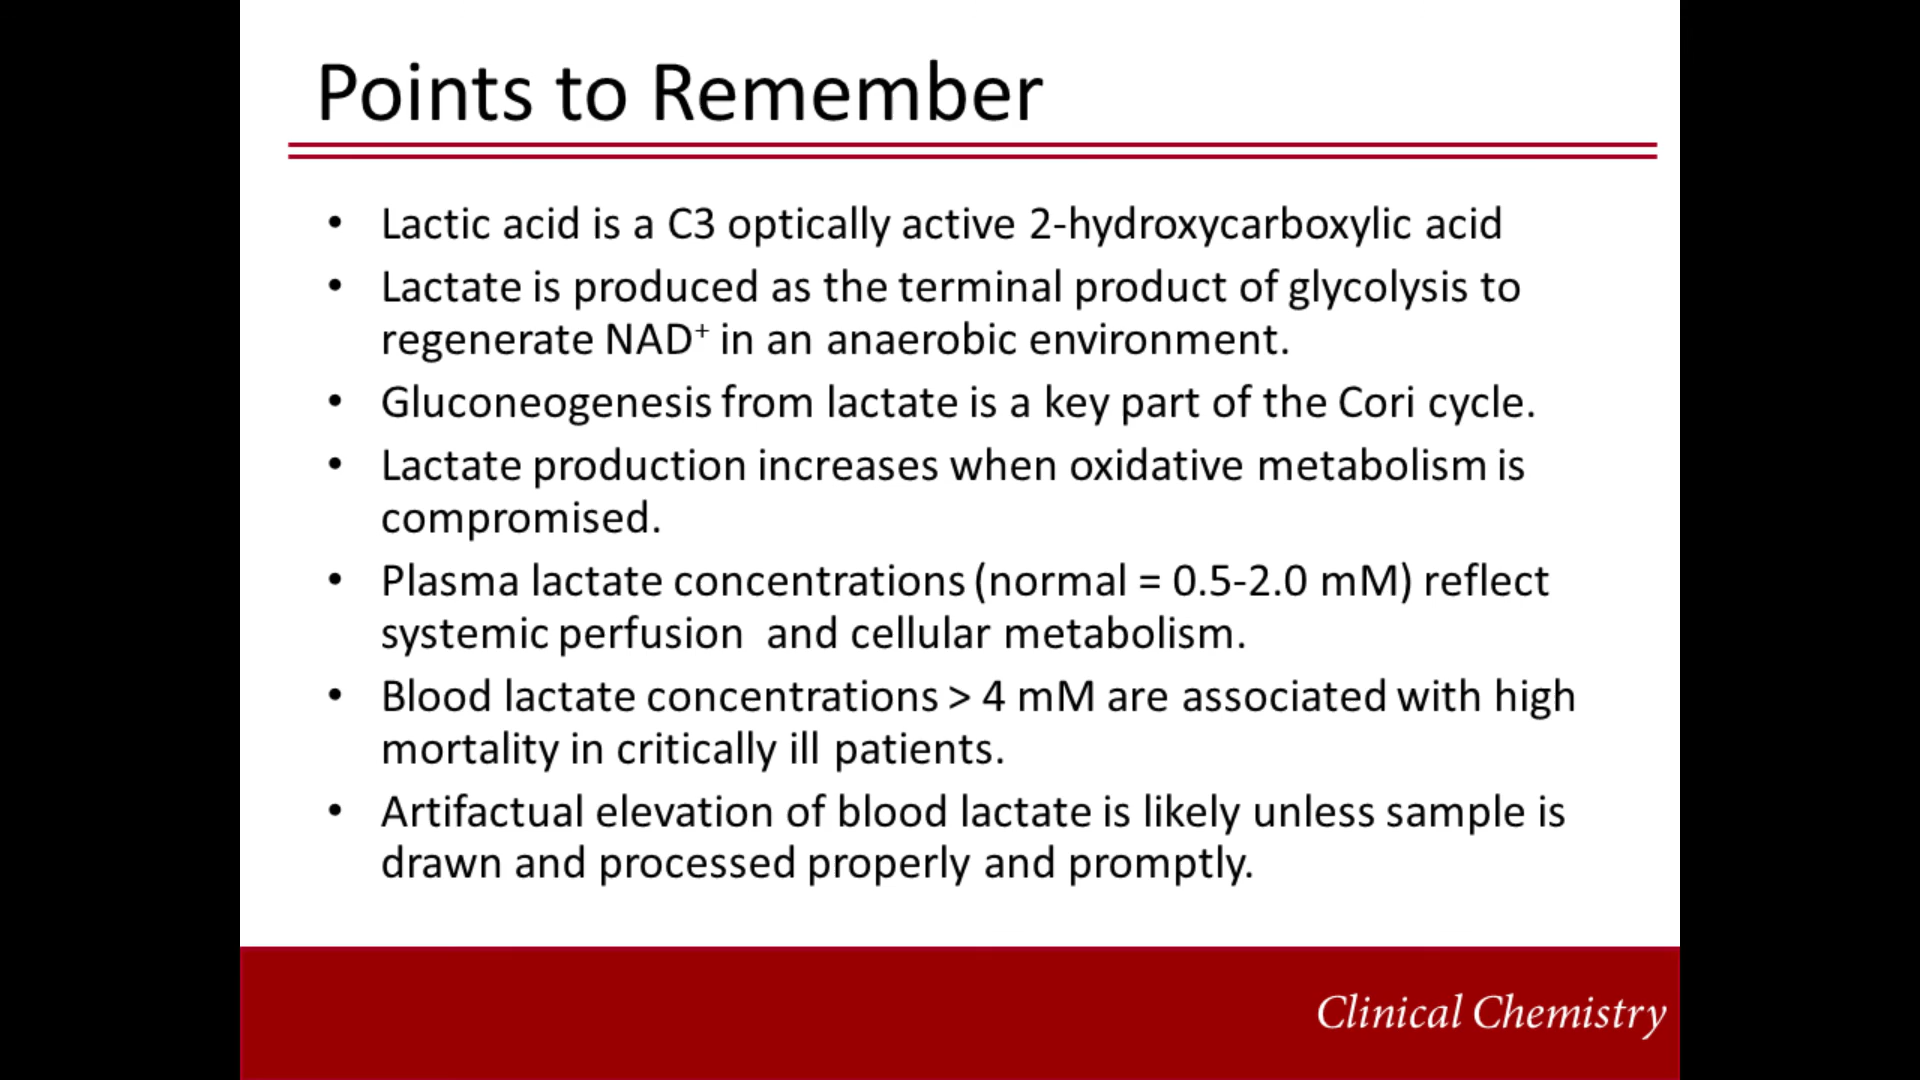 Points to Remember
• Lactic acid is a C3 optically active 2-hydroxycarboxylic acid
• Lactate is produced as the terminal product of glycolysis to
regenerate NAD⁺ in an anaerobic environment.
• Gluconeogenesis from lactate is a key part of the Cori cycle.
• Lactate production increases when oxidative metabolism is
compromised.
• Plasma lactate concentrations (normal = 0.5-2.0 mM) reflect
systemic perfusion  and cellular metabolism.
• Blood lactate concentrations > 4 mM are associated with high
mortality in critically ill patients.
• Artifactual elevation of blood lactate is likely unless sample is
drawn and processed properly and promptly.
Clinical Chemistry